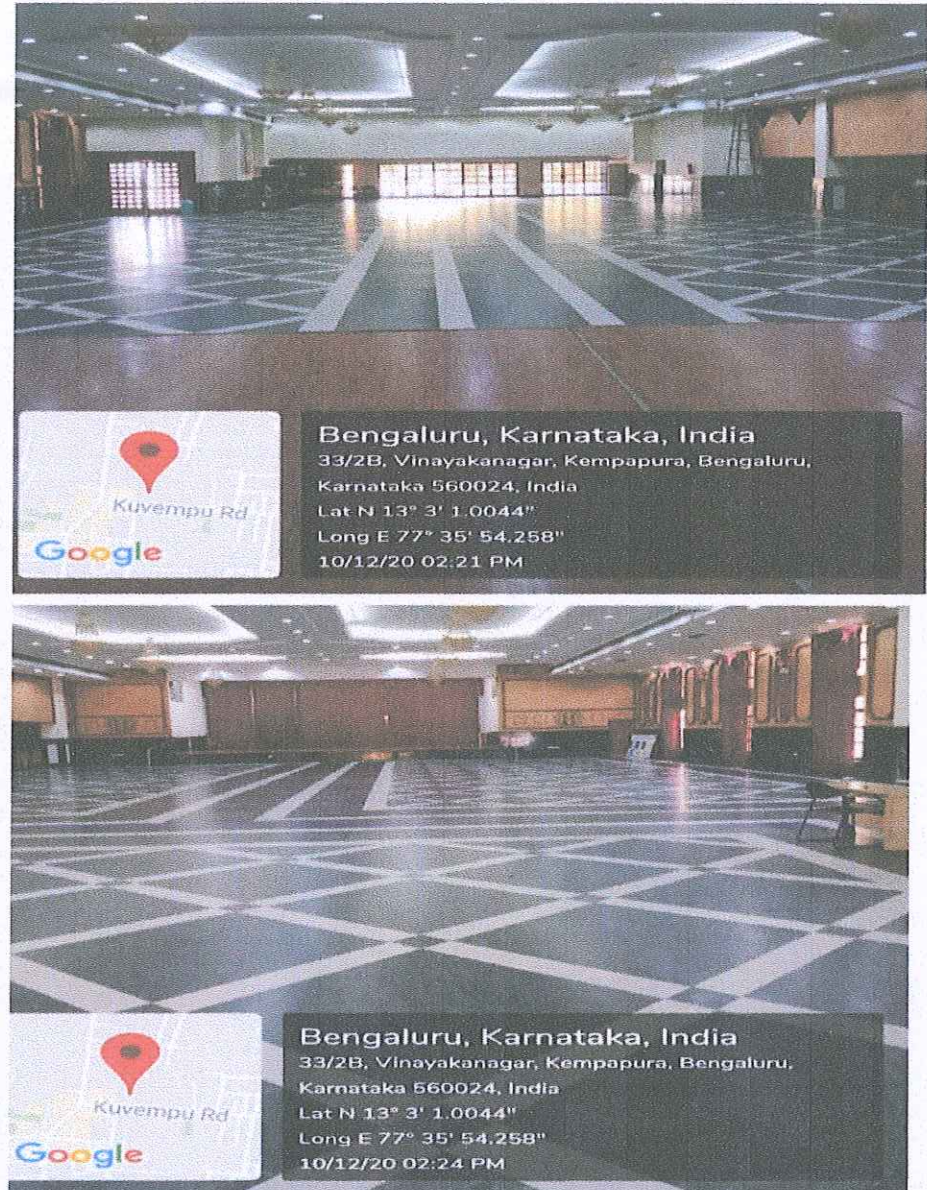 Bengaluru, Karnataka, India
33/2B, Vinayakanagar, Kempapura, Bengaluru,
Karnataka 560024, India
Lat N 13° 3' 1.0044"
Long E 77° 35' 54.258"
10/12/20 02:21 PM
Kuvempu Rd
Google
Bengaluru, Karnataka, India
33/2B, Vinayakanagar, Kempapura, Bengaluru,
Karnataka 560024, India
Lat N 13° 3' 1.0044"
Long E 77° 35' 54.258"
10/12/20 02:24 PM
Kuvempu Rd
Google